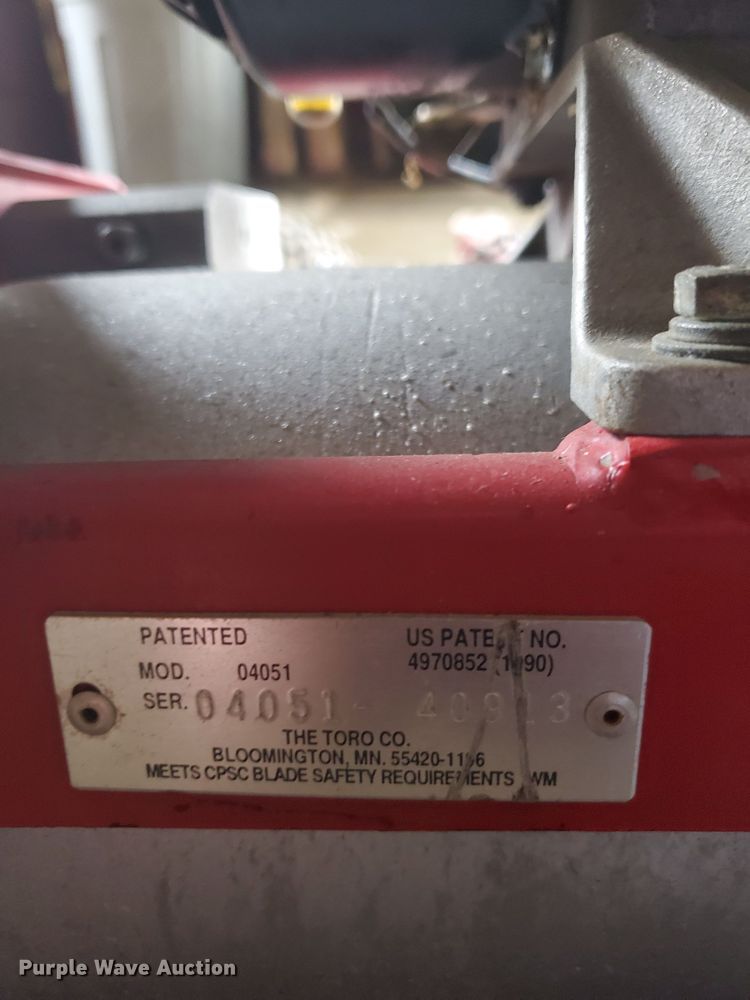 PATENTED US PATENT NO.
MOD. 04051 4970852 (1990)
SER. 04051-
THE TORO CO.
BLOOMINGTON, MN. 55420-1196
MEETS CPSC BLADE SAFETY REQUIREMENTS WM
Purple Wave Auction